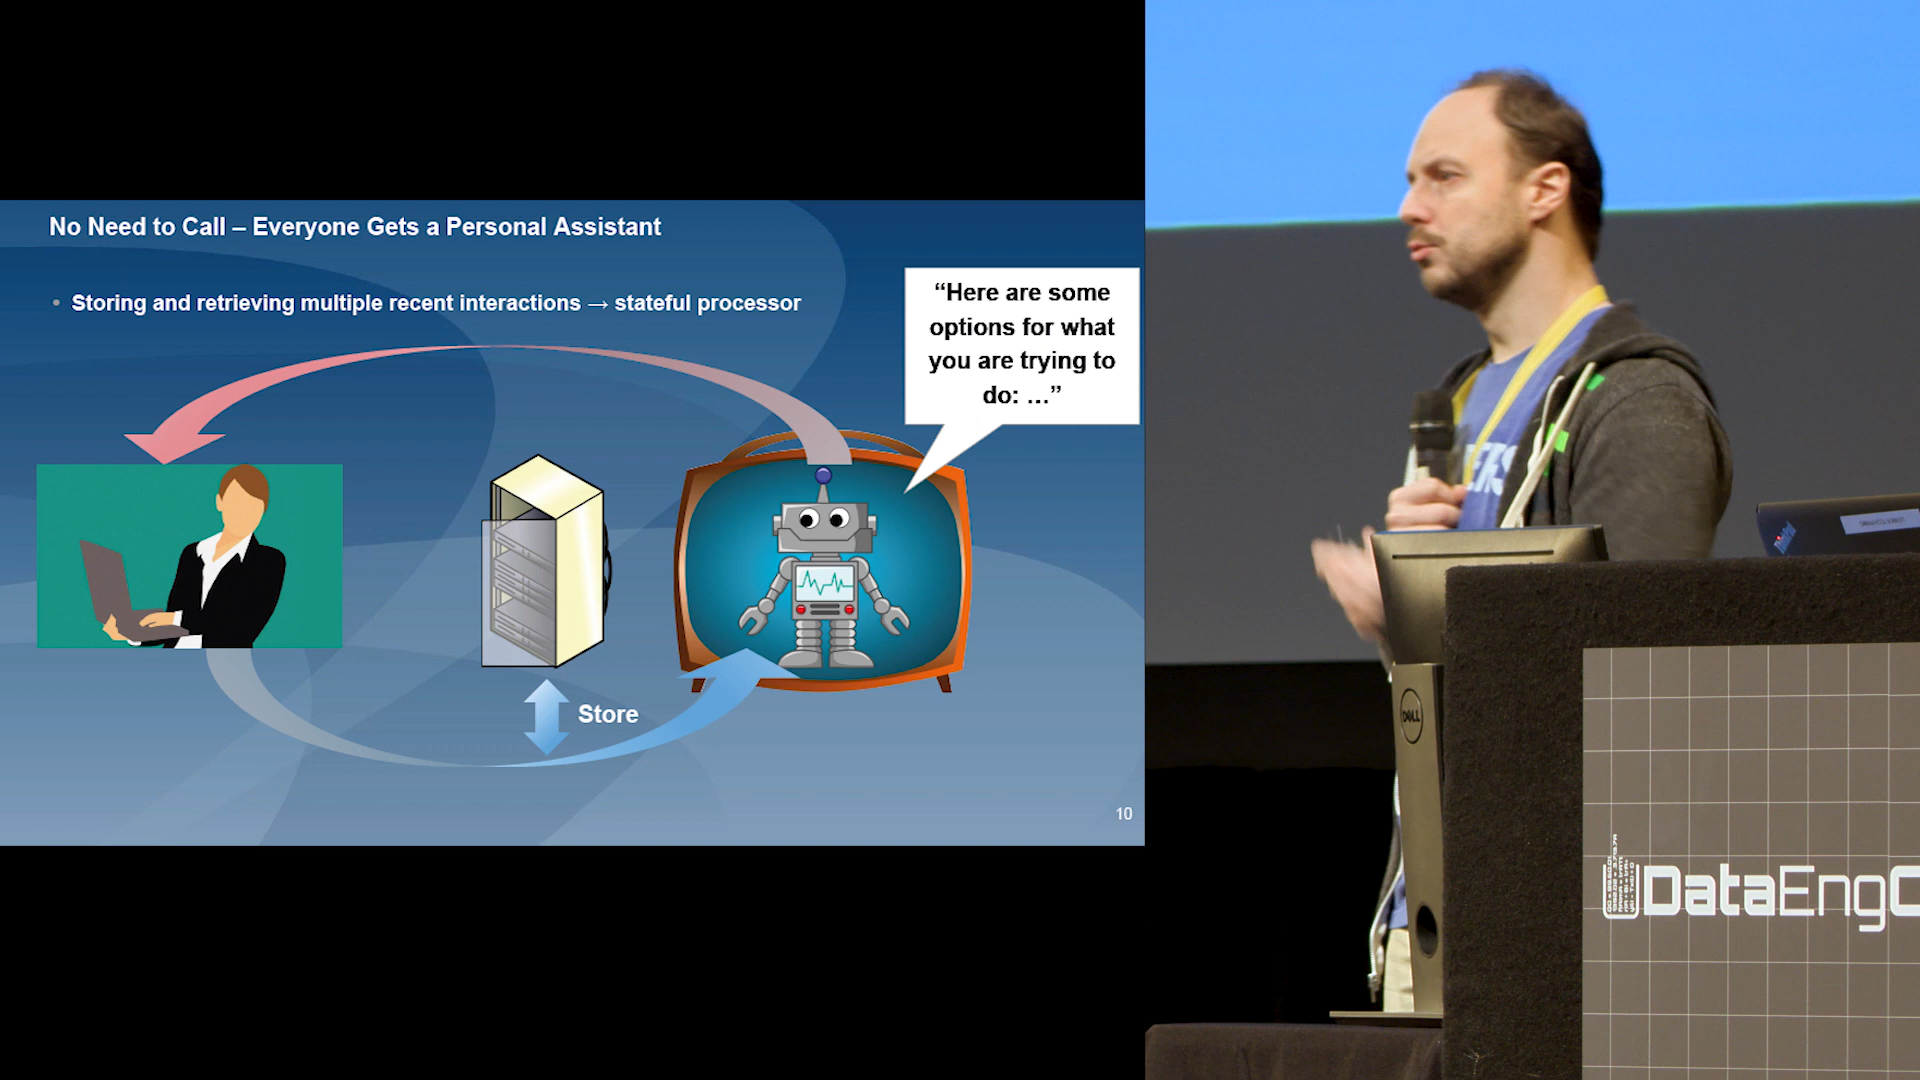 No Need to Call – Everyone Gets a Personal Assistant
• Storing and retrieving multiple recent interactions → stateful processor
“Here are some
options for what
you are trying to
do: …”
Store
10
DELL
ThinkPad
DataEngC